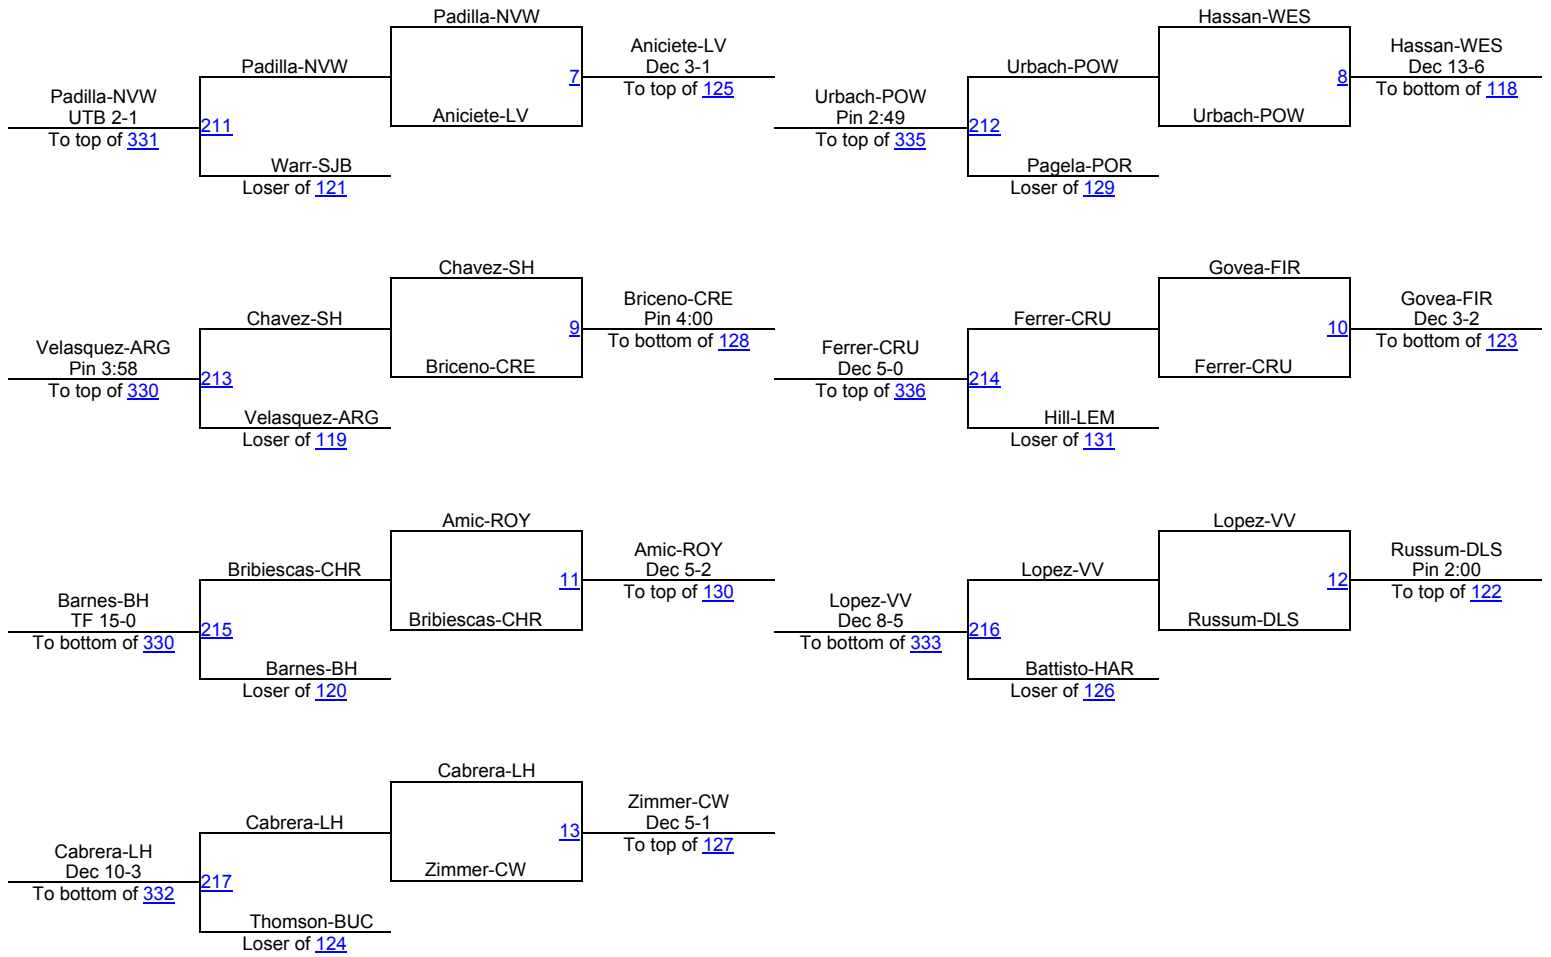 Padilla-NVW
Padilla-NVW
7
Aniciete-LV
Dec 3-1
To top of 125
Padilla-NVW
UTB 2-1
To top of 331
211
Aniciete-LV
Warr-SJB
Loser of 121
Hassan-WES
Urbach-POW
8
Hassan-WES
Dec 13-6
To bottom of 118
Urbach-POW
Pin 2:49
To top of 335
212
Urbach-POW
Pagela-POR
Loser of 129
Chavez-SH
Chavez-SH
9
Briceno-CRE
Pin 4:00
To bottom of 128
Velasquez-ARG
Pin 3:58
To top of 330
213
Briceno-CRE
Velasquez-ARG
Loser of 119
Govea-FIR
Ferrer-CRU
10
Govea-FIR
Dec 3-2
To bottom of 123
Ferrer-CRU
Dec 5-0
To top of 336
214
Ferrer-CRU
Hill-LEM
Loser of 131
Amic-ROY
Bribiescas-CHR
11
Amic-ROY
Dec 5-2
To top of 130
Barnes-BH
TF 15-0
To bottom of 330
215
Bribiescas-CHR
Barnes-BH
Loser of 120
Lopez-VV
Lopez-VV
12
Russum-DLS
Pin 2:00
To top of 122
Lopez-VV
Dec 8-5
To bottom of 333
216
Russum-DLS
Battisto-HAR
Loser of 126
Cabrera-LH
Cabrera-LH
13
Zimmer-CW
Dec 5-1
To top of 127
Cabrera-LH
Dec 10-3
To bottom of 332
217
Zimmer-CW
Thomson-BUC
Loser of 124